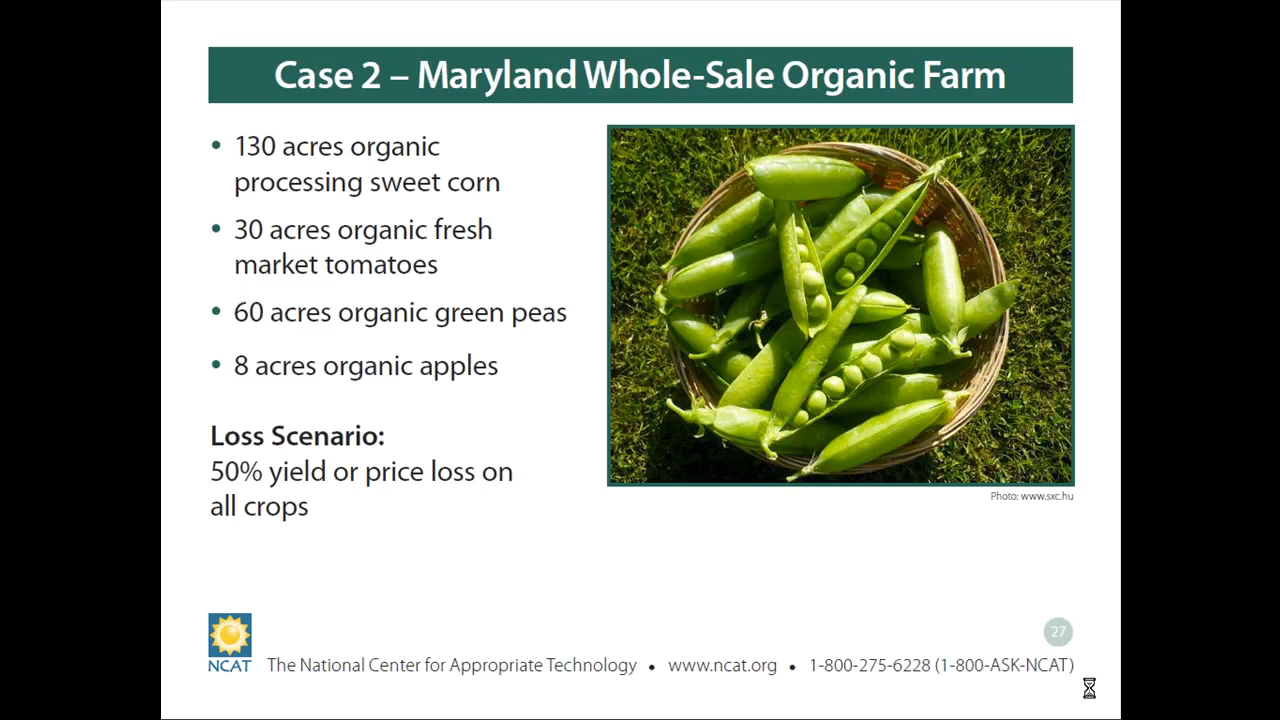 Case 2 – Maryland Whole-Sale Organic Farm
• 130 acres organic
processing sweet corn
• 30 acres organic fresh
market tomatoes
• 60 acres organic green peas
• 8 acres organic apples
Loss Scenario:
50% yield or price loss on
all crops
Photo: www.sxc.hu
27
NCAT
The National Center for Appropriate Technology • www.ncat.org • 1-800-275-6228 (1-800-ASK-NCAT)